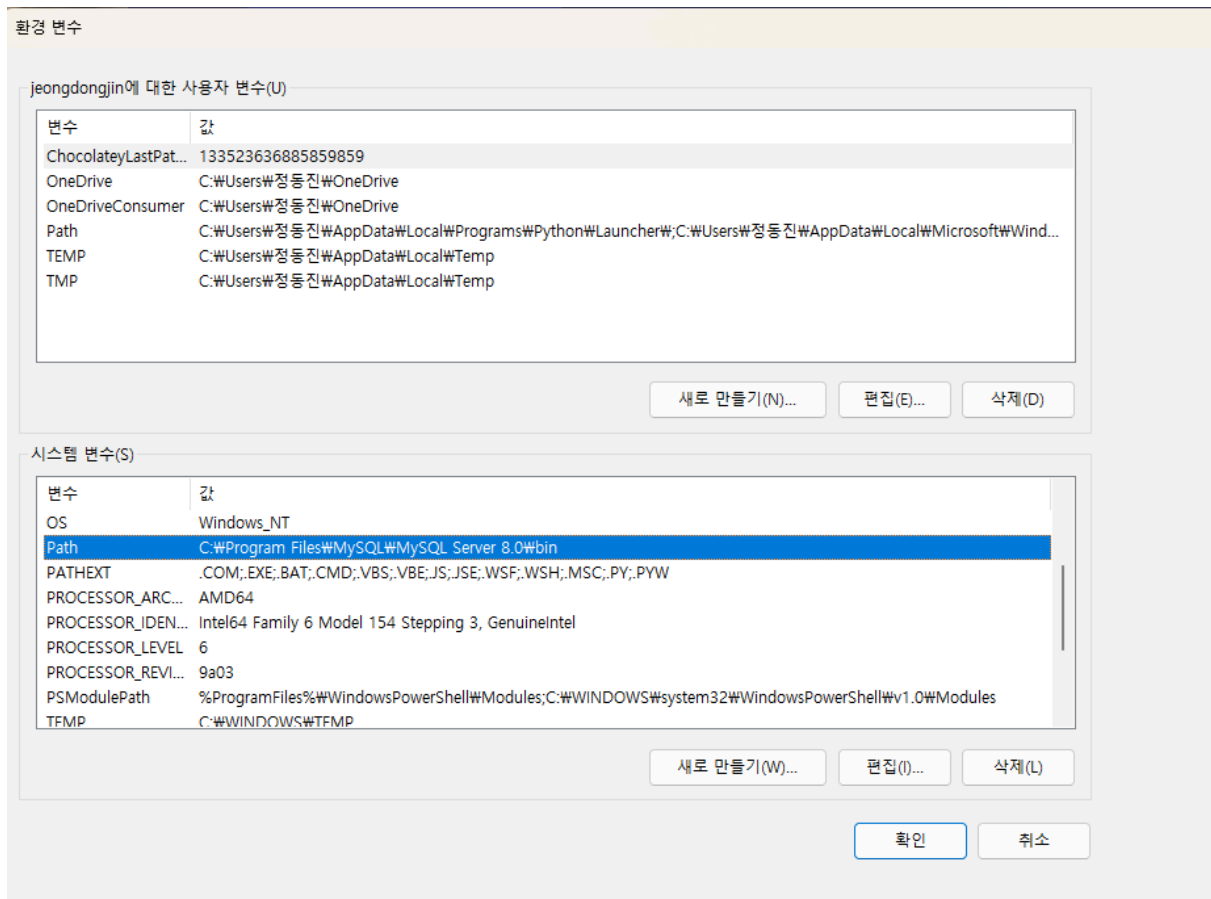 환경 변수
jeongdongjin에 대한 사용자 변수(U)
변수 값
ChocolateyLastPat... 133523636885859859
OneDrive C:₩Users₩정동진₩OneDrive
OneDriveConsumer C:₩Users₩정동진₩OneDrive
Path C:₩Users₩정동진₩AppData₩Local₩Programs₩Python₩Launcher₩;C:₩Users₩정동진₩AppData₩Local₩Microsoft₩Wind...
TEMP C:₩Users₩정동진₩AppData₩Local₩Temp
TMP C:₩Users₩정동진₩AppData₩Local₩Temp
새로 만들기(N)... 편집(E)... 삭제(D)
시스템 변수(S)
변수 값
OS Windows_NT
Path C:₩Program Files₩MySQL₩MySQL Server 8.0₩bin
PATHEXT .COM;.EXE;.BAT;.CMD;.VBS;.VBE;.JS;.JSE;.WSF;.WSH;.MSC;.PY;.PYW
PROCESSOR_ARC... AMD64
PROCESSOR_IDEN... Intel64 Family 6 Model 154 Stepping 3, GenuineIntel
PROCESSOR_LEVEL 6
PROCESSOR_REVI... 9a03
PSModulePath %ProgramFiles%₩WindowsPowerShell₩Modules;C:₩WINDOWS₩system32₩WindowsPowerShell₩v1.0₩Modules
TEMP C:₩WINDOWS₩TEMP
새로 만들기(W)... 편집(I)... 삭제(L)
확인 취소